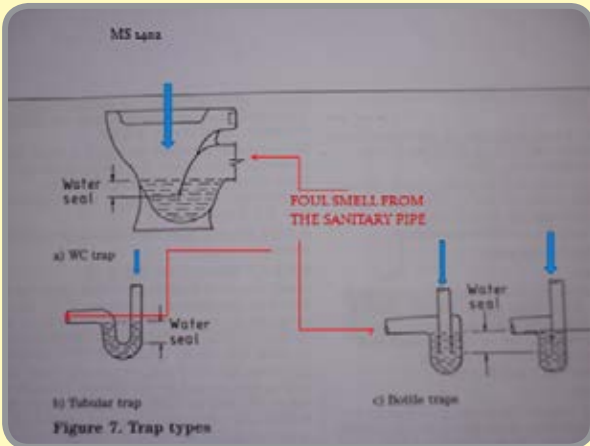 MS 1402
Water
seal
FOUL SMELL FROM
THE SANITARY PIPE
a) WC trap
Water
seal
Water
seal
b) Tubular trap
c) Bottle traps
Figure 7. Trap types